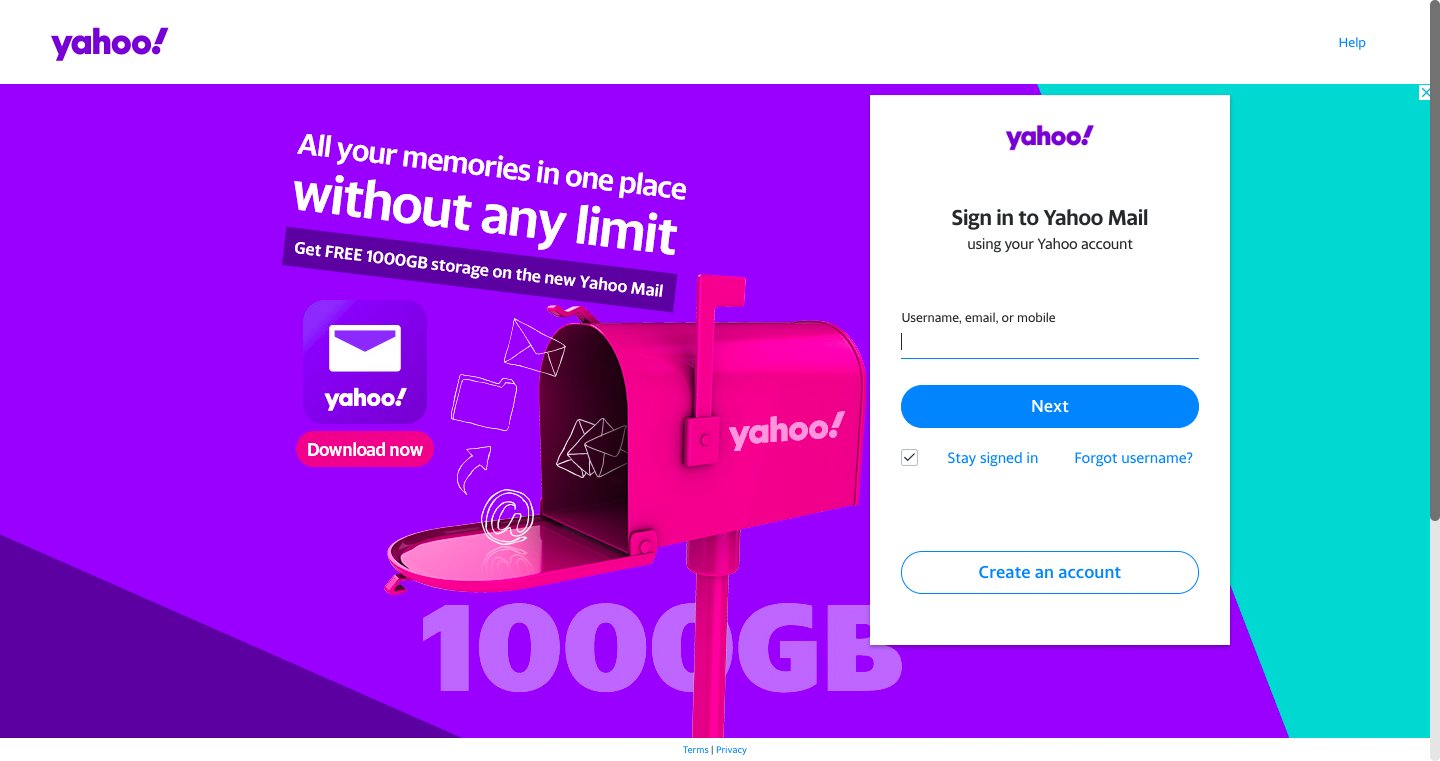 yahoo!
Help
All your memories in one place
without any limit
Get FREE 1000GB storage on the new Yahoo Mail
yahoo!
Download now
yahoo!
@
1000GB
yahoo!
Sign in to Yahoo Mail
using your Yahoo account
Username, email, or mobile
Next
Stay signed in
Forgot username?
Create an account
Terms | Privacy